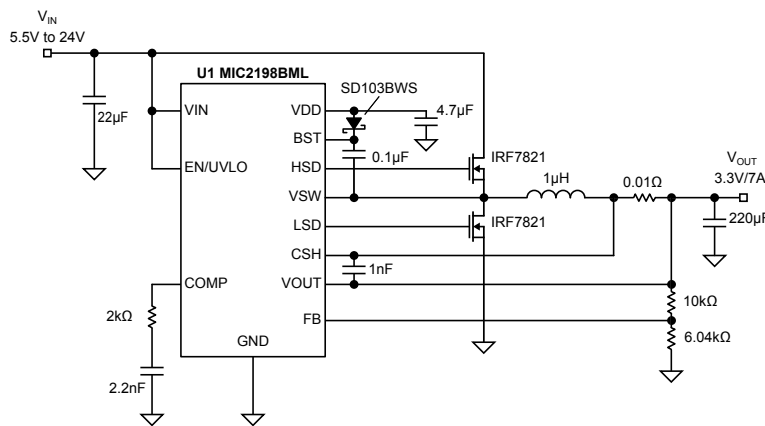 VIN
5.5V to 24V
U1 MIC2198BML
SD103BWS
VIN
VDD
4.7µF
22µF
BST
IRF7821
VOUT
3.3V/7A
0.1µF
EN/UVLO
HSD
1µH
0.01Ω
VSW
220µF
LSD
IRF7821
CSH
1nF
COMP
VOUT
10kΩ
2kΩ
FB
6.04kΩ
GND
2.2nF